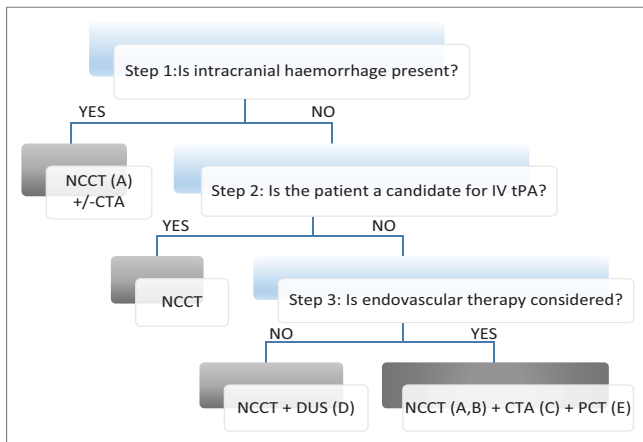 Step 1:Is intracranial haemorrhage present?
YES
NO
NCCT (A)
+/-CTA
Step 2: Is the patient a candidate for IV tPA?
YES
NO
NCCT
Step 3: Is endovascular therapy considered?
NO
YES
NCCT + DUS (D)
NCCT (A,B) + CTA (C) + PCT (E)